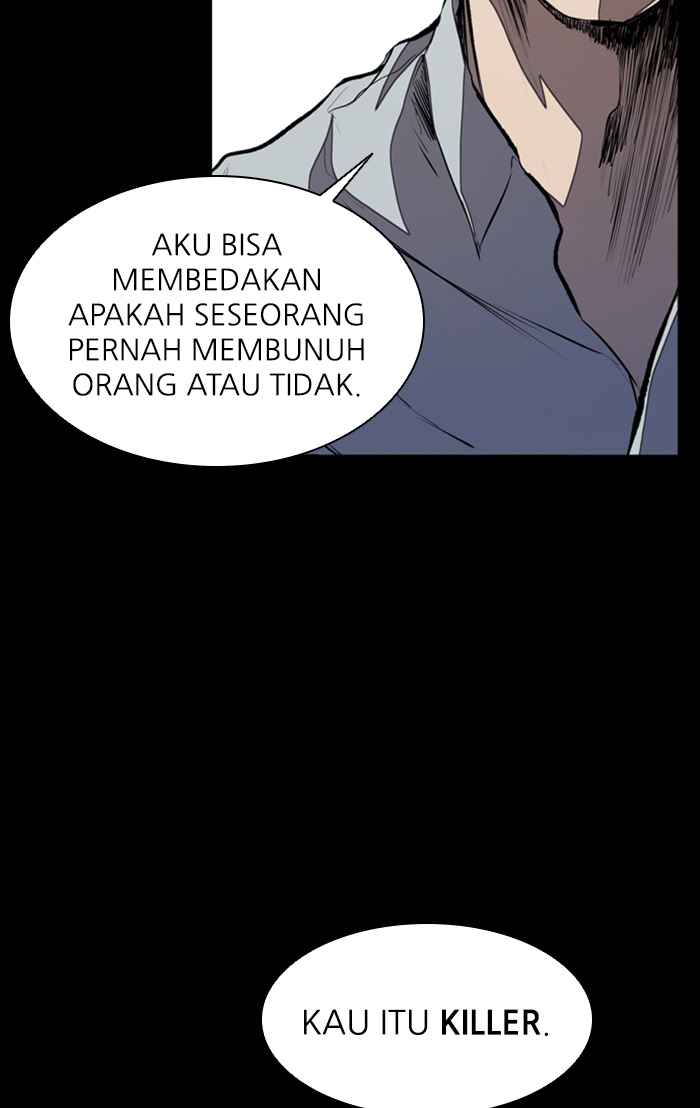 AKU BISA
MEMBEDAKAN
APAKAH SESEORANG
PERNAH MEMBUNUH
ORANG ATAU TIDAK.
KAU ITU KILLER.